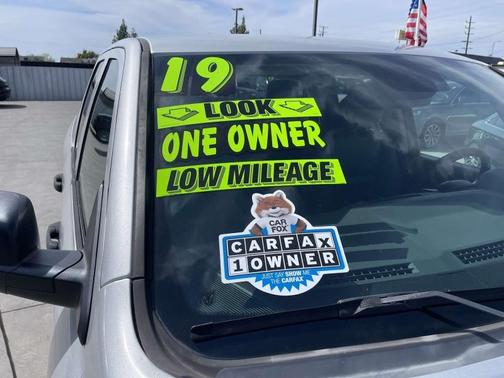 19
LOOK
ONE OWNER
LOW MILEAGE
CAR
FOX
CARFAX
1 OWNER
JUST SAY SHOW ME
THE CARFAX